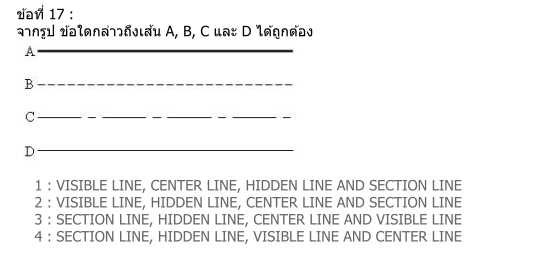 ข้อที่ 17 :
จากรูป ข้อใดกล่าวถึงเส้น A, B, C และ D ได้ถูกต้อง
A
B
C
D
1 : VISIBLE LINE, CENTER LINE, HIDDEN LINE AND SECTION LINE
2 : VISIBLE LINE, HIDDEN LINE, CENTER LINE AND SECTION LINE
3 : SECTION LINE, HIDDEN LINE, CENTER LINE AND VISIBLE LINE
4 : SECTION LINE, HIDDEN LINE, VISIBLE LINE AND CENTER LINE